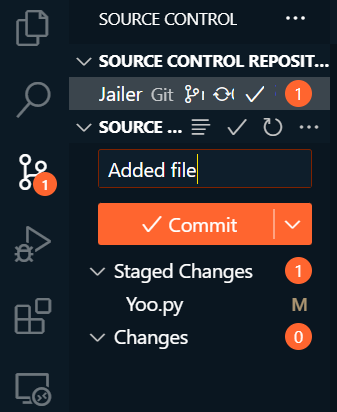 SOURCE CONTROL ...
SOURCE CONTROL REPOSIT...
Jailer Git 1
SOURCE ... ...
1
Added file
Commit
Staged Changes 1
Yoo.py M
Changes 0